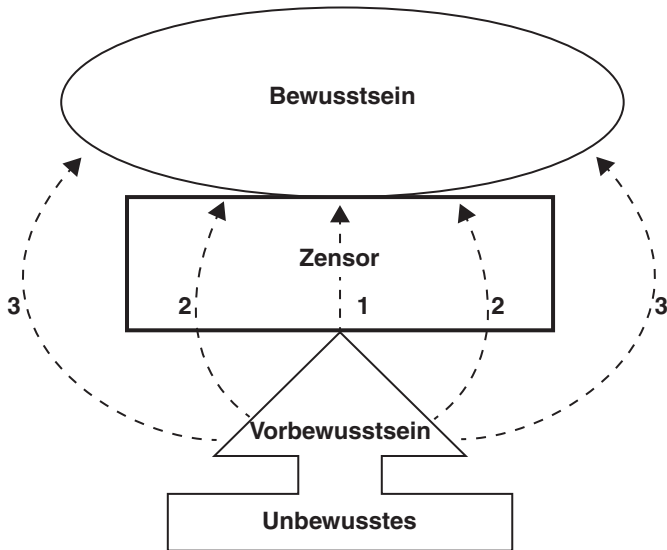 Bewusstsein
Zensor
3 2 1 2 3
Vorbewusstsein
Unbewusstes